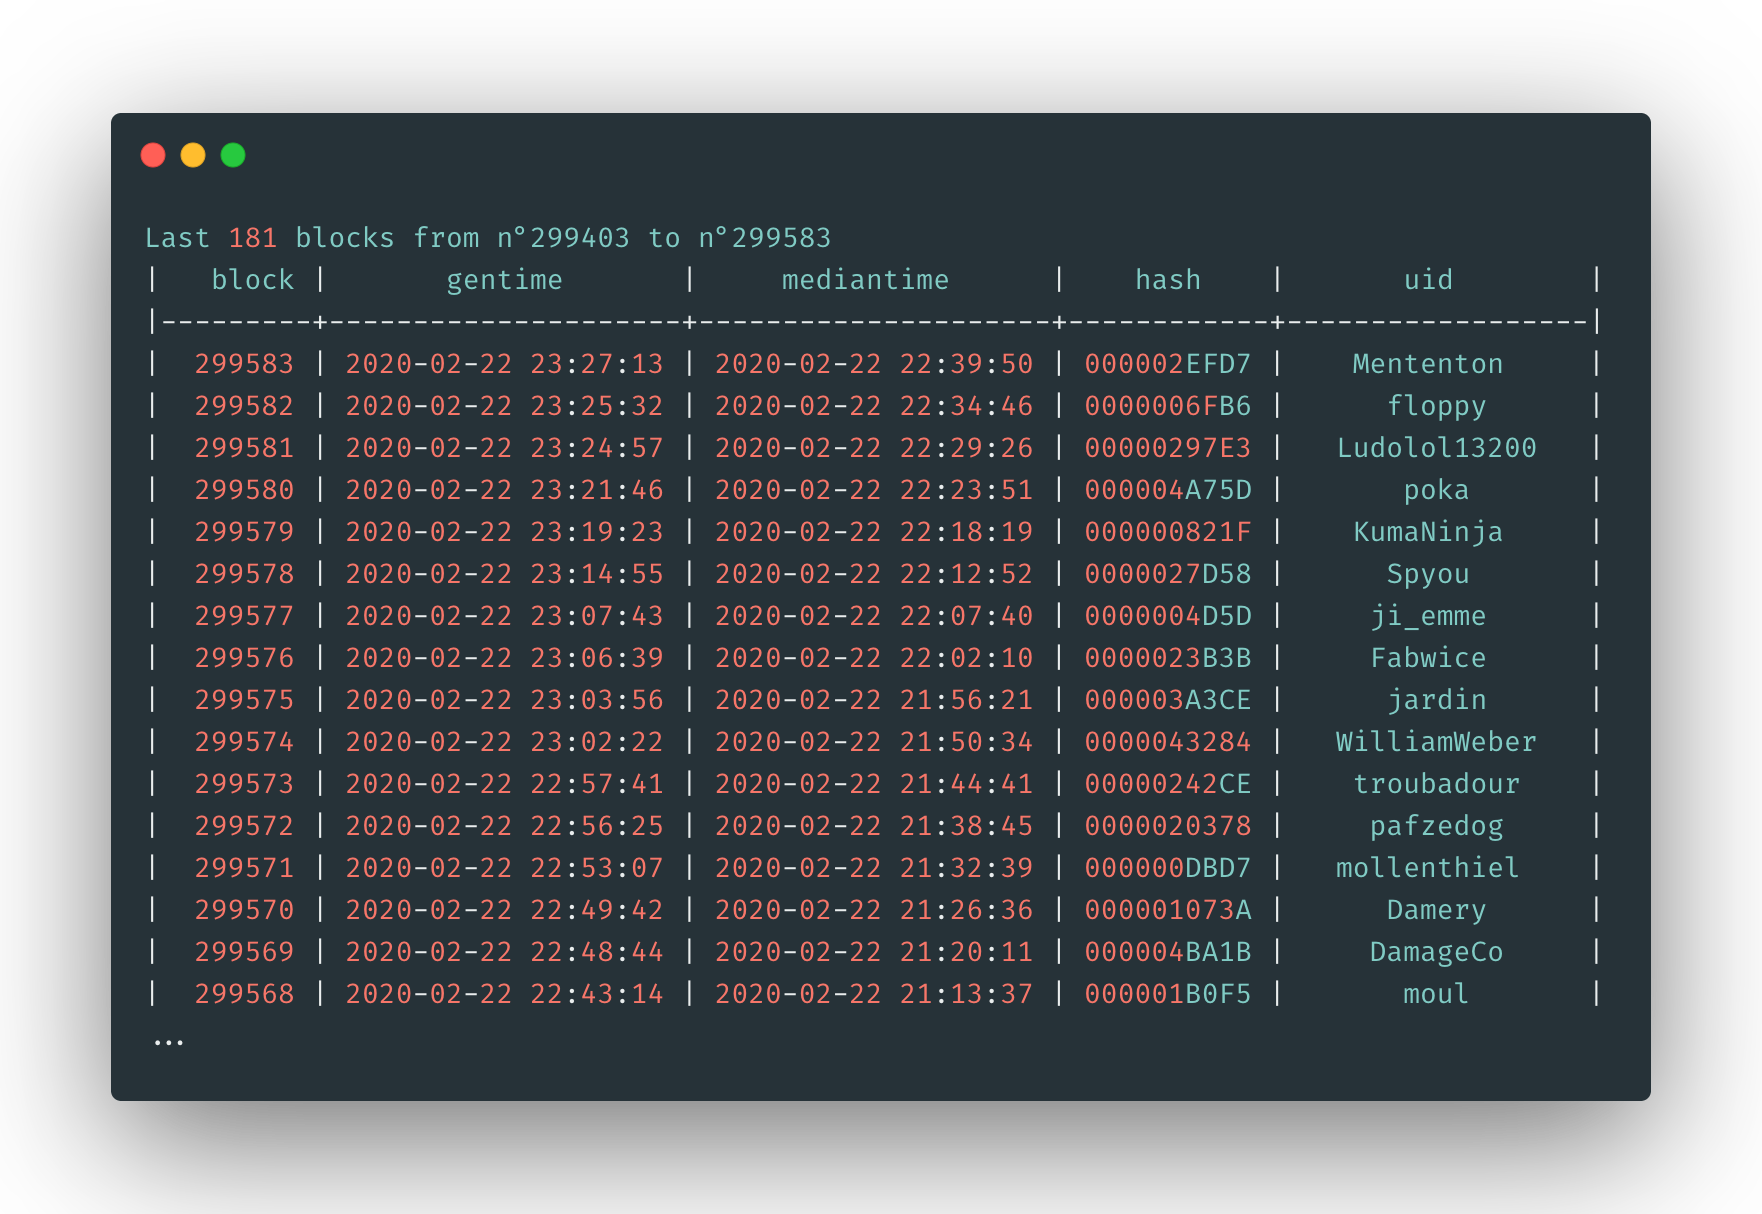 Last 181 blocks from n°299403 to n°299583
|   block |       gentime       |     mediantime      |    hash    |       uid        |
|---------+---------------------+---------------------+------------+------------------|
|  299583 | 2020-02-22 23:27:13 | 2020-02-22 22:39:50 | 000002EFD7 |    Mententon     |
|  299582 | 2020-02-22 23:25:32 | 2020-02-22 22:34:46 | 0000006FB6 |      floppy      |
|  299581 | 2020-02-22 23:24:57 | 2020-02-22 22:29:26 | 00000297E3 |   Ludolol13200   |
|  299580 | 2020-02-22 23:21:46 | 2020-02-22 22:23:51 | 000004A75D |       poka       |
|  299579 | 2020-02-22 23:19:23 | 2020-02-22 22:18:19 | 000000821F |    KumaNinja     |
|  299578 | 2020-02-22 23:14:55 | 2020-02-22 22:12:52 | 0000027D58 |      Spyou       |
|  299577 | 2020-02-22 23:07:43 | 2020-02-22 22:07:40 | 0000004D5D |     ji_emme      |
|  299576 | 2020-02-22 23:06:39 | 2020-02-22 22:02:10 | 0000023B3B |     Fabwice      |
|  299575 | 2020-02-22 23:03:56 | 2020-02-22 21:56:21 | 000003A3CE |      jardin      |
|  299574 | 2020-02-22 23:02:22 | 2020-02-22 21:50:34 | 0000043284 |   WilliamWeber   |
|  299573 | 2020-02-22 22:57:41 | 2020-02-22 21:44:41 | 00000242CE |    troubadour    |
|  299572 | 2020-02-22 22:56:25 | 2020-02-22 21:38:45 | 0000020378 |     pafzedog     |
|  299571 | 2020-02-22 22:53:07 | 2020-02-22 21:32:39 | 000000DBD7 |   mollenthiel    |
|  299570 | 2020-02-22 22:49:42 | 2020-02-22 21:26:36 | 000001073A |      Damery      |
|  299569 | 2020-02-22 22:48:44 | 2020-02-22 21:20:11 | 000004BA1B |     DamageCo     |
|  299568 | 2020-02-22 22:43:14 | 2020-02-22 21:13:37 | 000001B0F5 |       moul       |
...